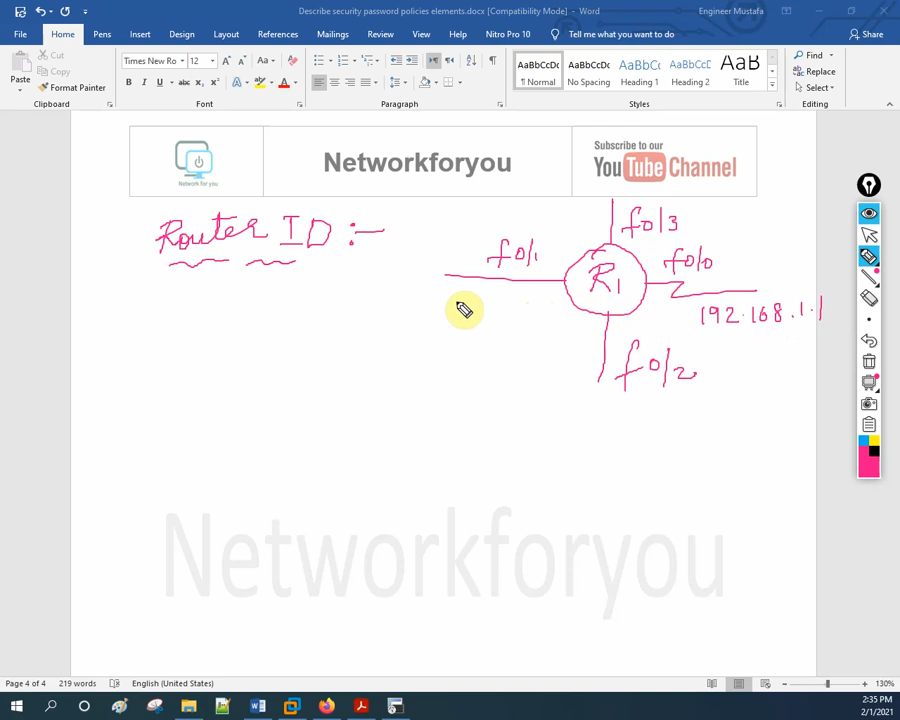 Describe security password policies elements.docx [Compatibility Mode] - Word
Engineer Mustafa
File Home Pens Insert Design Layout References Mailings Review View Help Nitro Pro 10 Tell me what you want to do Share
Paste
Cut
Copy
Format Painter
Clipboard
Times New Ro 12
Font
Paragraph
AaBbCcDd AaBbCcDd AaBbCc AaBbCcD AaB
¶ Normal No Spacing Heading 1 Heading 2 Title
Styles
Find
Replace
Select
Editing
Network for you
Networkforyou
Subscribe to our
YouTube Channel
Router ID :-
f0/3
f0/1
R1
f0/0
192.168.1.1
f0/2
Networkforyou
Page 4 of 4 219 words English (United States) 130%
2:35 PM
2/1/2021